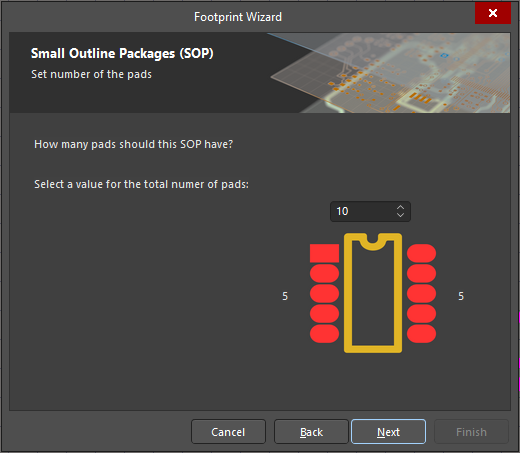 Footprint Wizard
Small Outline Packages (SOP)
Set number of the pads
How many pads should this SOP have?
Select a value for the total numer of pads:
10
5 5
Cancel Back Next Finish